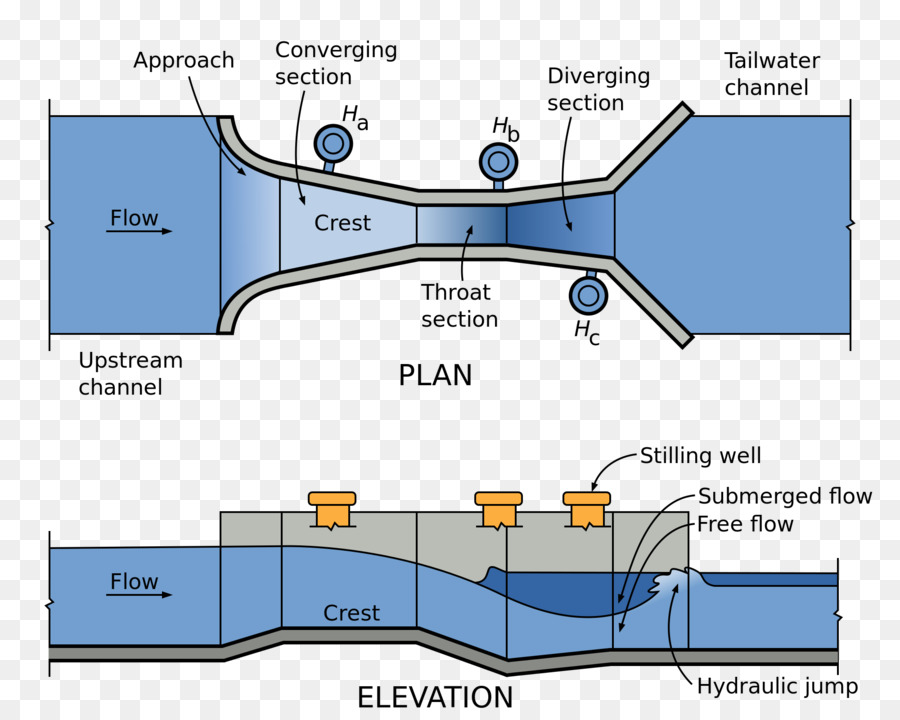 Approach
Converging
section
Ha
Hb
Diverging
section
Tailwater
channel
Flow
Crest
Throat
section
Hc
Upstream
channel
PLAN
Stilling well
Submerged flow
Free flow
Flow
Crest
Hydraulic jump
ELEVATION